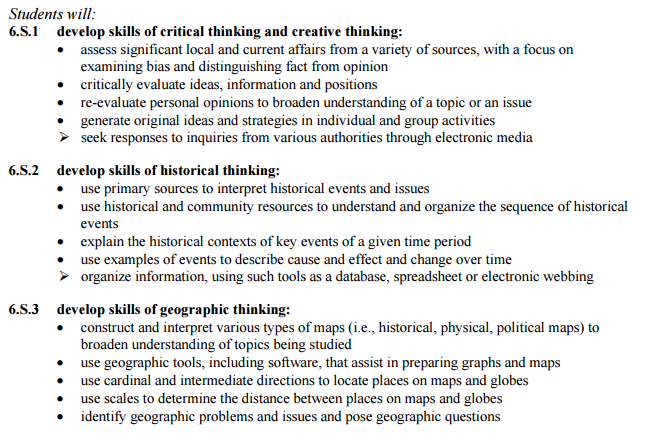 Students will:
6.S.1 develop skills of critical thinking and creative thinking:
• assess significant local and current affairs from a variety of sources, with a focus on
examining bias and distinguishing fact from opinion
• critically evaluate ideas, information and positions
• re-evaluate personal opinions to broaden understanding of a topic or an issue
• generate original ideas and strategies in individual and group activities
➢ seek responses to inquiries from various authorities through electronic media
6.S.2 develop skills of historical thinking:
• use primary sources to interpret historical events and issues
• use historical and community resources to understand and organize the sequence of historical
events
• explain the historical contexts of key events of a given time period
• use examples of events to describe cause and effect and change over time
➢ organize information, using such tools as a database, spreadsheet or electronic webbing
6.S.3 develop skills of geographic thinking:
• construct and interpret various types of maps (i.e., historical, physical, political maps) to
broaden understanding of topics being studied
• use geographic tools, including software, that assist in preparing graphs and maps
• use cardinal and intermediate directions to locate places on maps and globes
• use scales to determine the distance between places on maps and globes
• identify geographic problems and issues and pose geographic questions